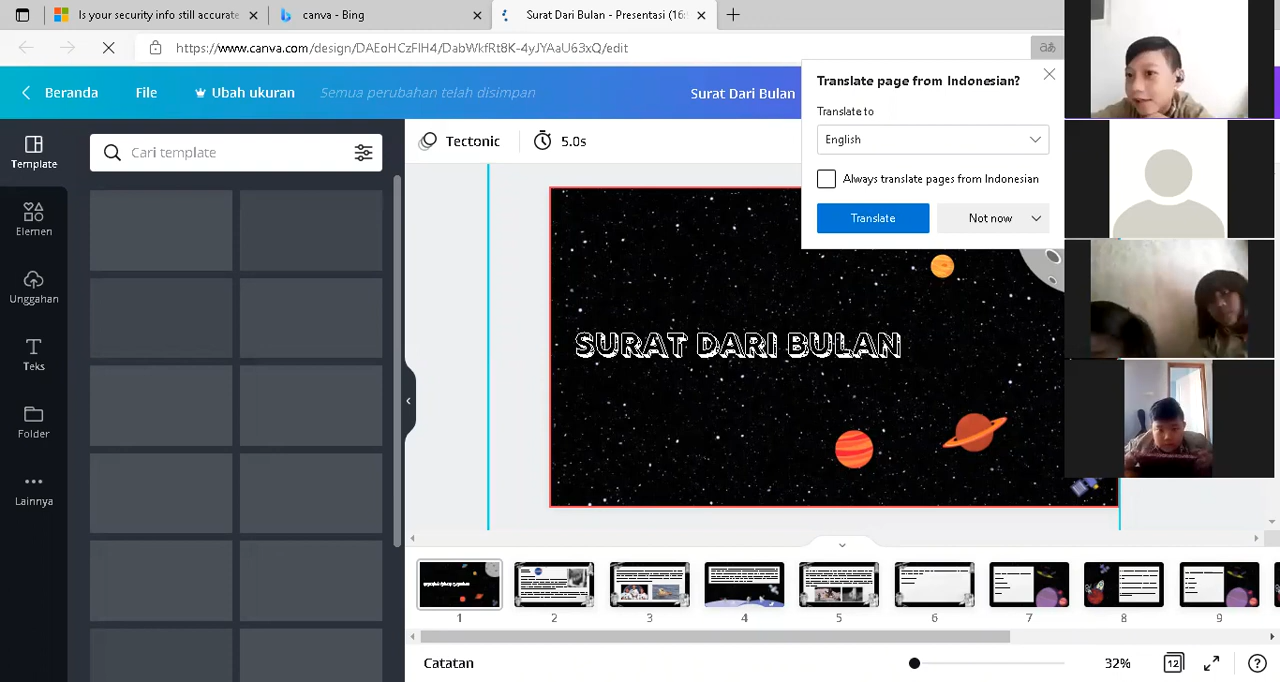 Is your security info still accurate
canva - Bing
Surat Dari Bulan - Presentasi (16:
https://www.canva.com/design/DAEoHCzFlH4/DabWkfRt8K-4yJYAaU63xQ/edit
Beranda
File
Ubah ukuran
Semua perubahan telah disimpan
Surat Dari Bulan
Translate page from Indonesian?
Translate to
English
Always translate pages from Indonesian
Translate
Not now
Template
Elemen
Unggahan
Teks
Folder
Lainnya
Cari template
Tectonic
5.0s
SURAT DARI BULAN
1
2
3
4
5
6
7
8
9
Catatan
32%
12